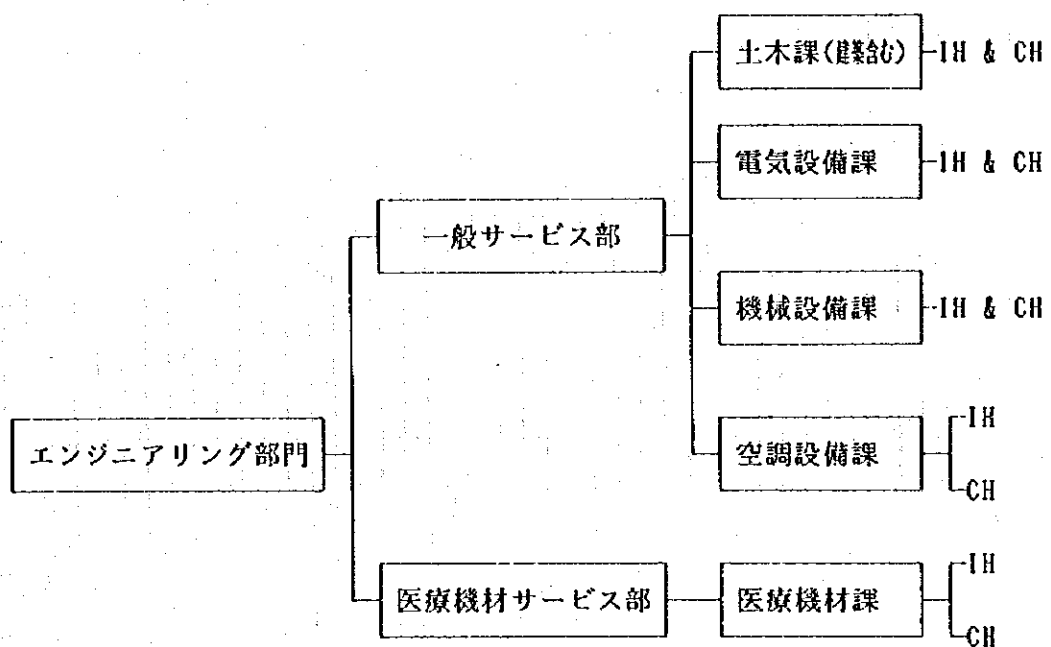 土木課(建築含む) IH & CH
電気設備課 IH & CH
一般サービス部
機械設備課 IH & CH
エンジニアリング部門
空調設備課
IH
CH
医療機材サービス部
医療機材課
IH
CH